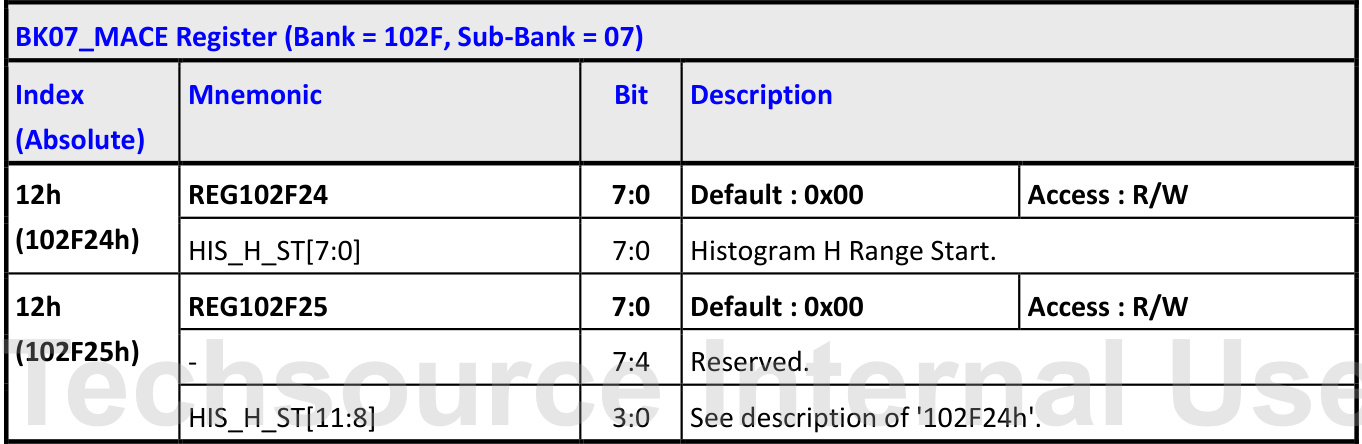 BK07_MACE Register (Bank = 102F, Sub-Bank = 07)
Index (Absolute) Mnemonic Bit Description
12h (102F24h) REG102F24 7:0 Default : 0x00 Access : R/W
HIS_H_ST[7:0] 7:0 Histogram H Range Start.
12h (102F25h) REG102F25 7:0 Default : 0x00 Access : R/W
- 7:4 Reserved.
HIS_H_ST[11:8] 3:0 See description of '102F24h'.
Techsource Internal Use